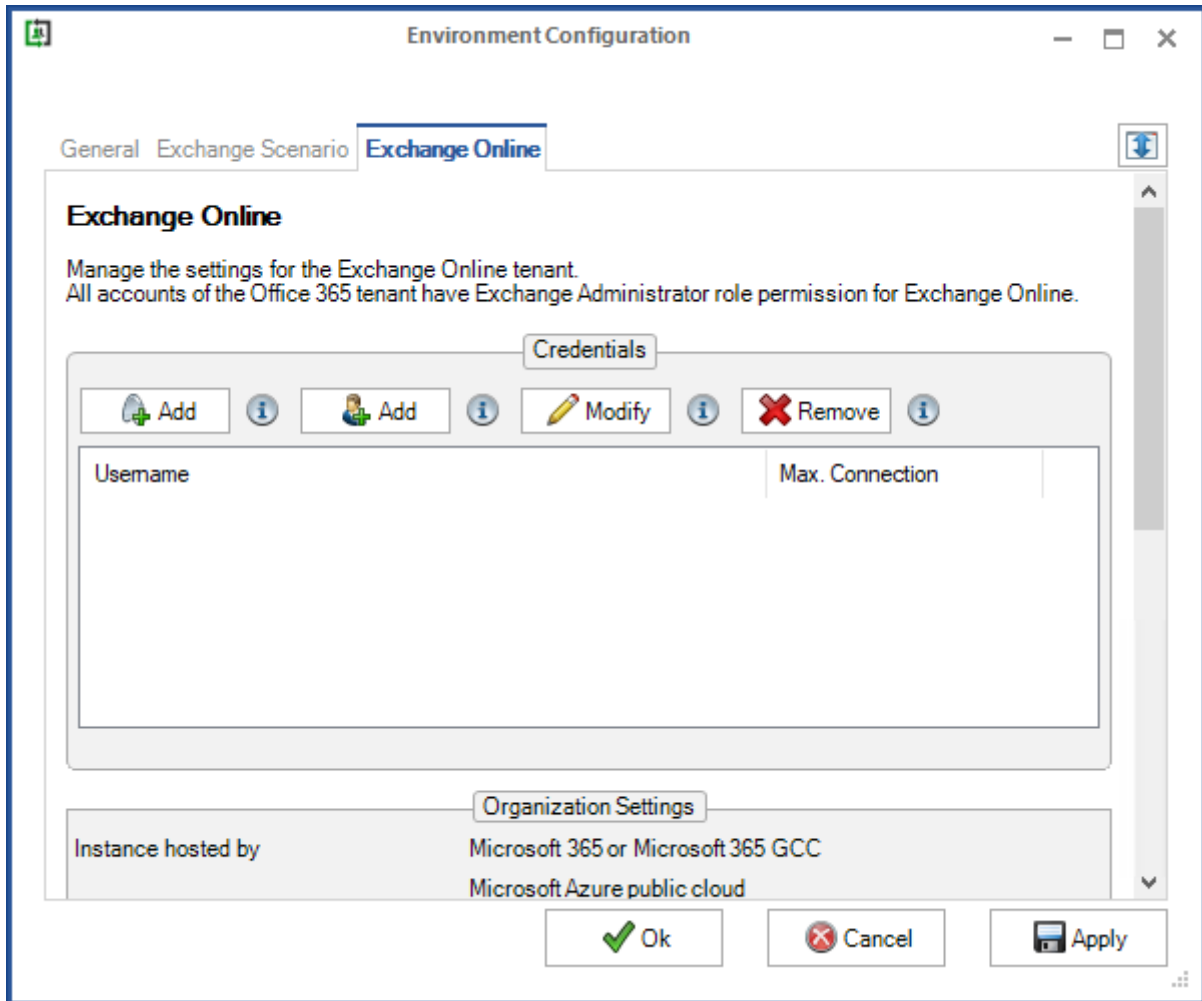 Environment Configuration
General Exchange Scenario Exchange Online
Exchange Online
Manage the settings for the Exchange Online tenant.
All accounts of the Office 365 tenant have Exchange Administrator role permission for Exchange Online.
Credentials
Add Add Modify Remove
Username Max. Connection
Organization Settings
Instance hosted by Microsoft 365 or Microsoft 365 GCC
Microsoft Azure public cloud
Ok Cancel Apply